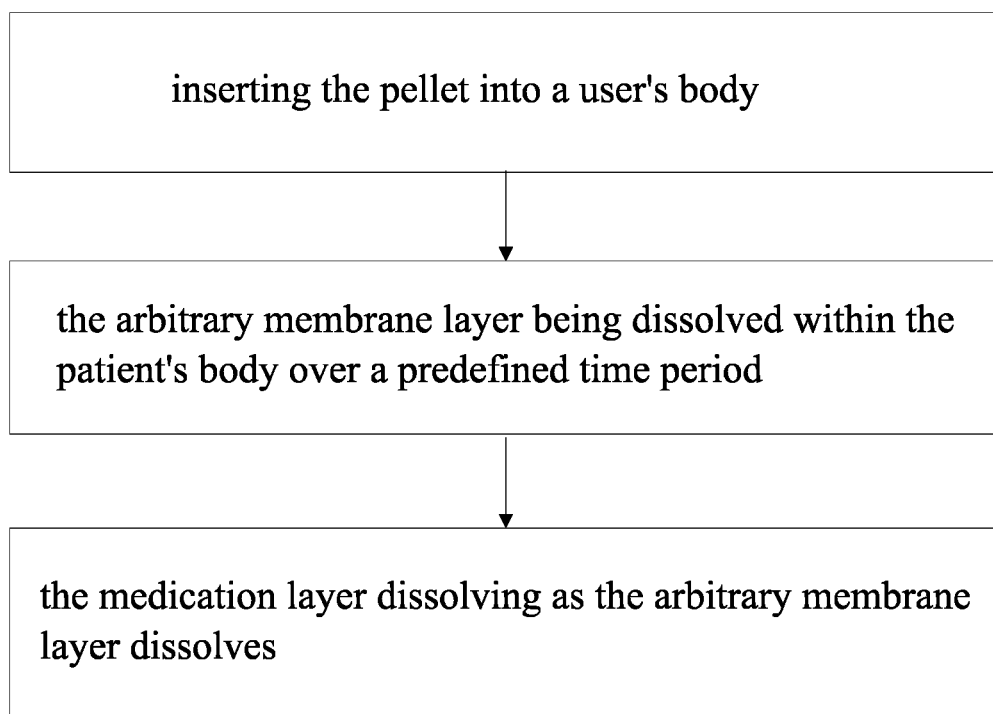 inserting the pellet into a user's body
the arbitrary membrane layer being dissolved within the
patient's body over a predefined time period
the medication layer dissolving as the arbitrary membrane
layer dissolves